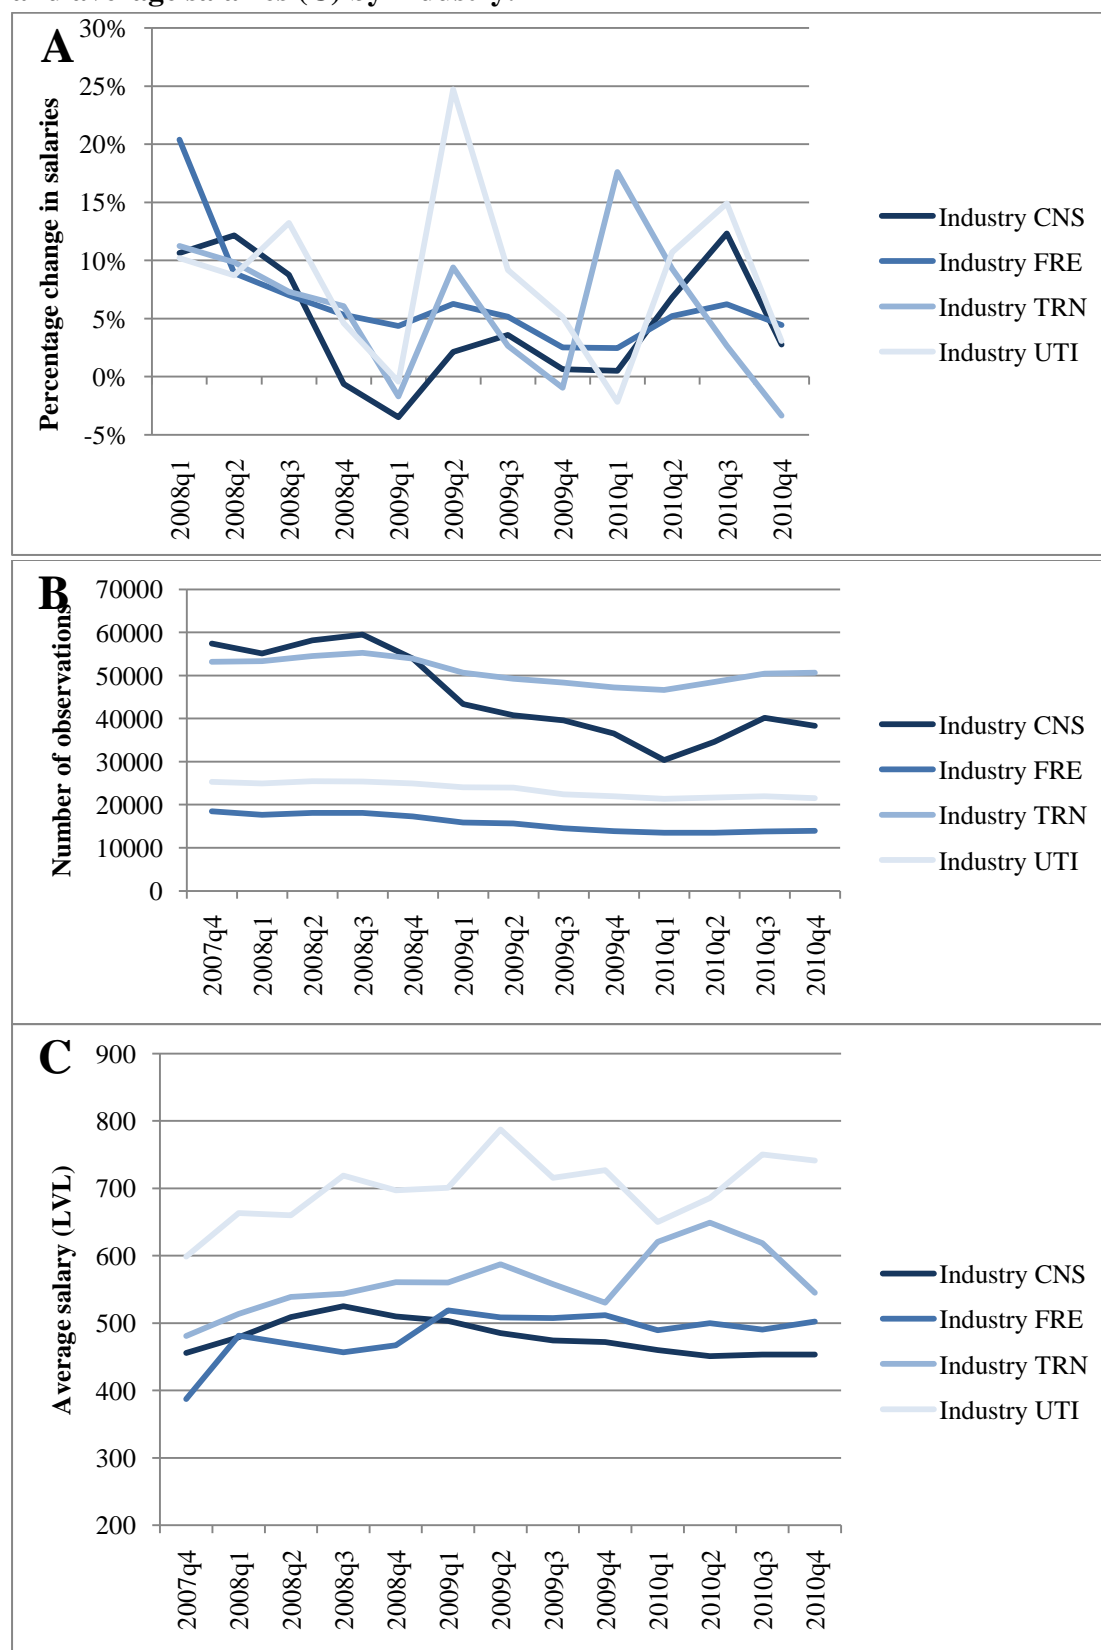 and average salaries (C) by industry.
A
Percentage change in salaries
30%
25%
20%
15%
10%
5%
0%
-5%
2008q1
2008q2
2008q3
2008q4
2009q1
2009q2
2009q3
2009q4
2010q1
2010q2
2010q3
2010q4
Industry CNS
Industry FRE
Industry TRN
Industry UTI
B
Number of observations
70000
60000
50000
40000
30000
20000
10000
0
2007q4
2008q1
2008q2
2008q3
2008q4
2009q1
2009q2
2009q3
2009q4
2010q1
2010q2
2010q3
2010q4
Industry CNS
Industry FRE
Industry TRN
Industry UTI
C
Average salary (LVL)
900
800
700
600
500
400
300
200
2007q4
2008q1
2008q2
2008q3
2008q4
2009q1
2009q2
2009q3
2009q4
2010q1
2010q2
2010q3
2010q4
Industry CNS
Industry FRE
Industry TRN
Industry UTI